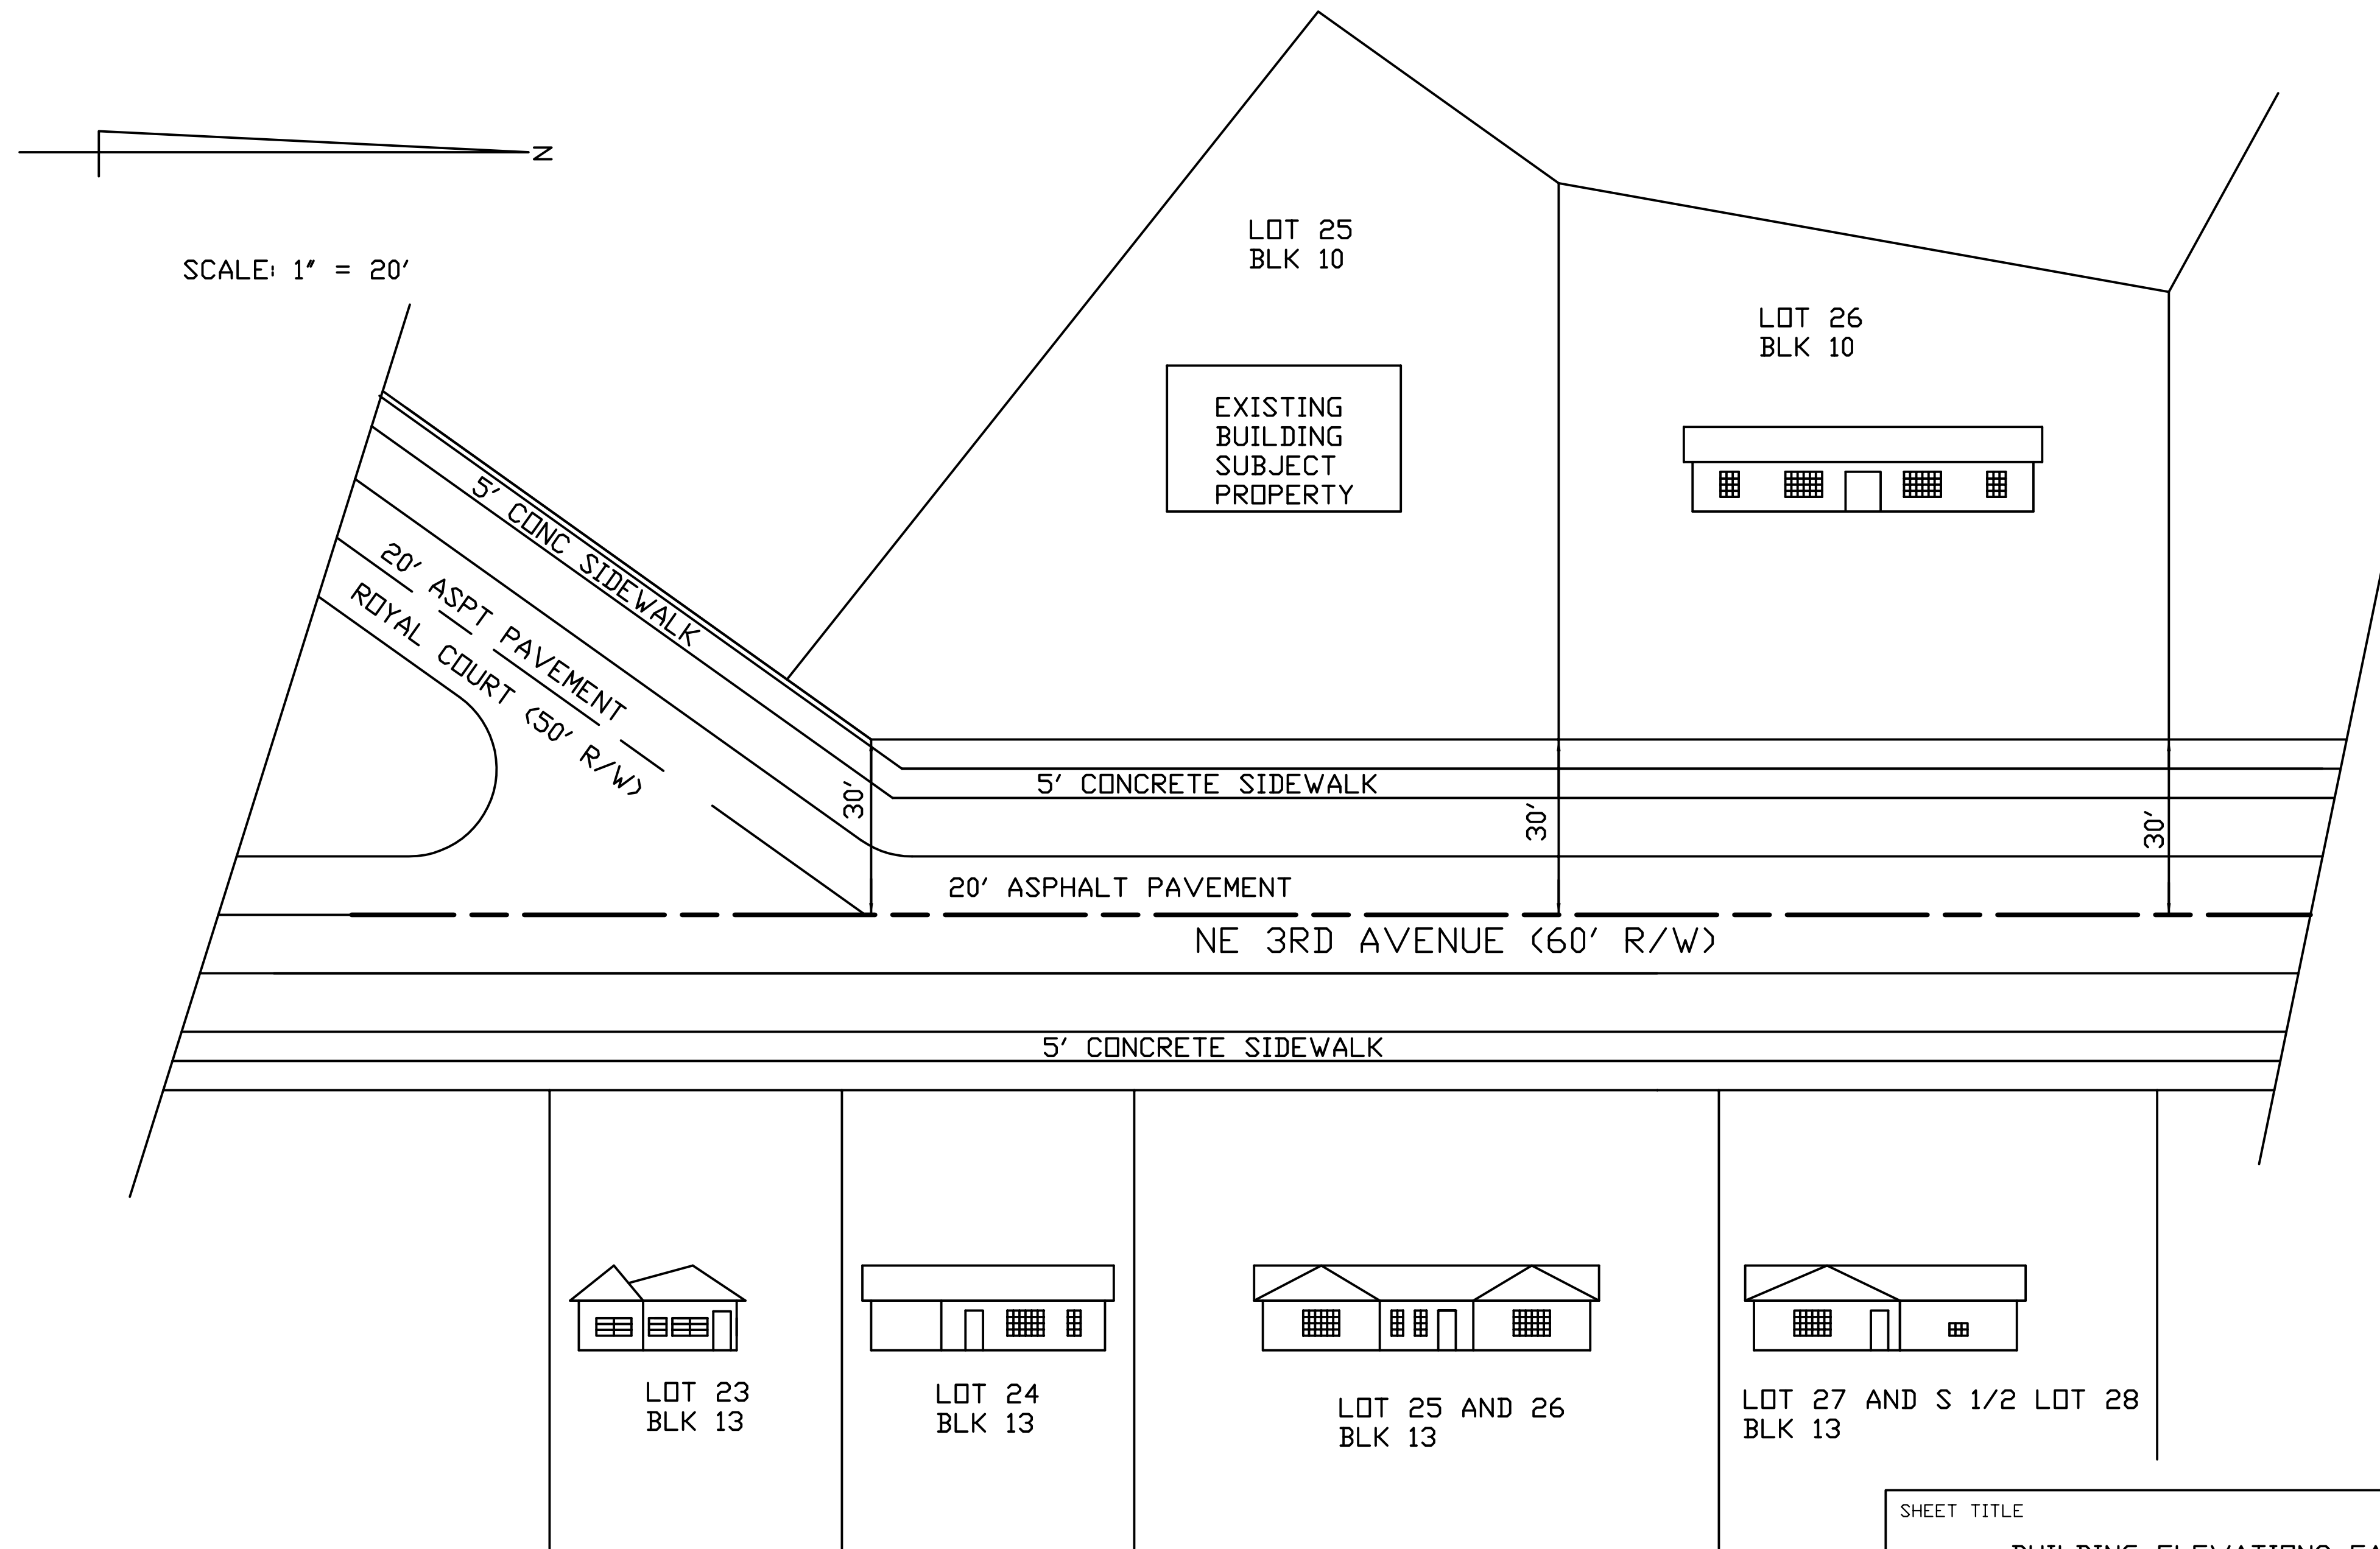 N
SCALE: 1" = 20'
LOT 25
BLK 10
LOT 26
BLK 10
EXISTING
BUILDING
SUBJECT
PROPERTY
5' CONC SIDEWALK
20' ASPT PAVEMENT
ROYAL COURT (50' R/W)
30'
5' CONCRETE SIDEWALK
30'
30'
20' ASPHALT PAVEMENT
NE 3RD AVENUE (60' R/W)
5' CONCRETE SIDEWALK
LOT 23
BLK 13
LOT 24
BLK 13
LOT 25 AND 26
BLK 13
LOT 27 AND S 1/2 LOT 28
BLK 13
SHEET TITLE
BUILDING ELEVATIONS